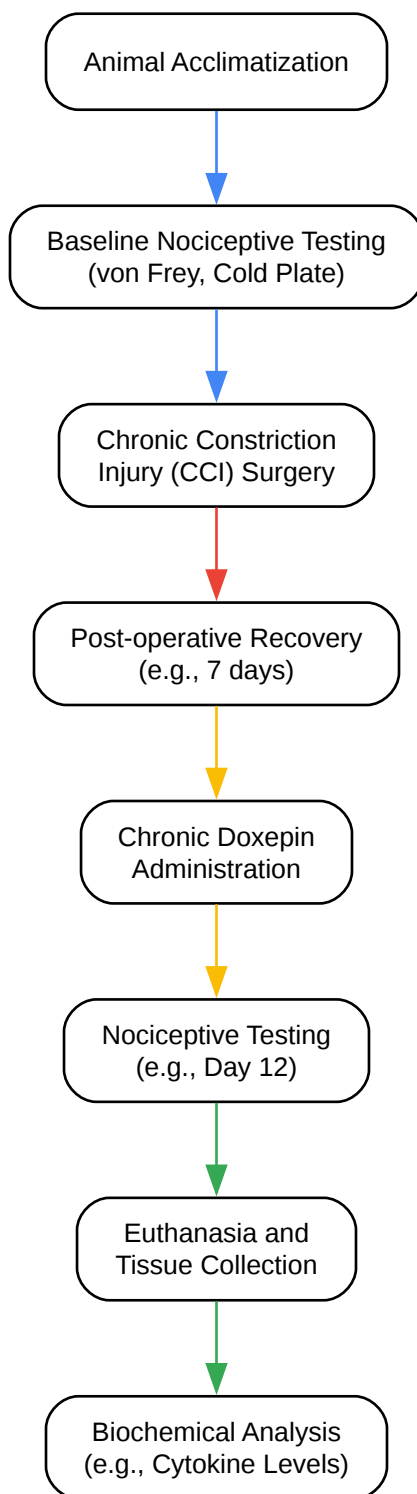 Animal Acclimatization
Baseline Nociceptive Testing
(von Frey, Cold Plate)
Chronic Constriction
Injury (CCI) Surgery
Post-operative Recovery
(e.g., 7 days)
Chronic Doxepin
Administration
Nociceptive Testing
(e.g., Day 12)
Euthanasia and
Tissue Collection
Biochemical Analysis
(e.g., Cytokine Levels)